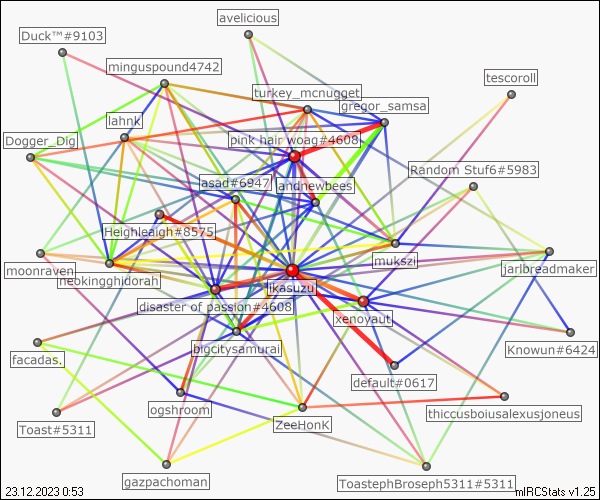 avelicious
Duck™#9103
minguspound4742
tescoroll
turkey_mcnugget
gregor_samsa
lahnk
Dogger_Dig
pink hair woag#4608
Random Stuf6#5983
asad#6947
andnewbees
Heighleaigh#8575
mukszi
moonraven
neokingghidorah
jarlbreadmaker
ikasuzu
disaster of passion#4608
xenoyaut
bigcitysamurai
Knowun#6424
facadas.
default#0617
ogshroom
thiccusboiusalexusjoneus
Toast#5311
ZeeHonK
gazpachoman
ToastephBroseph5311#5311
23.12.2023 0:53
mIRCStats v1.25